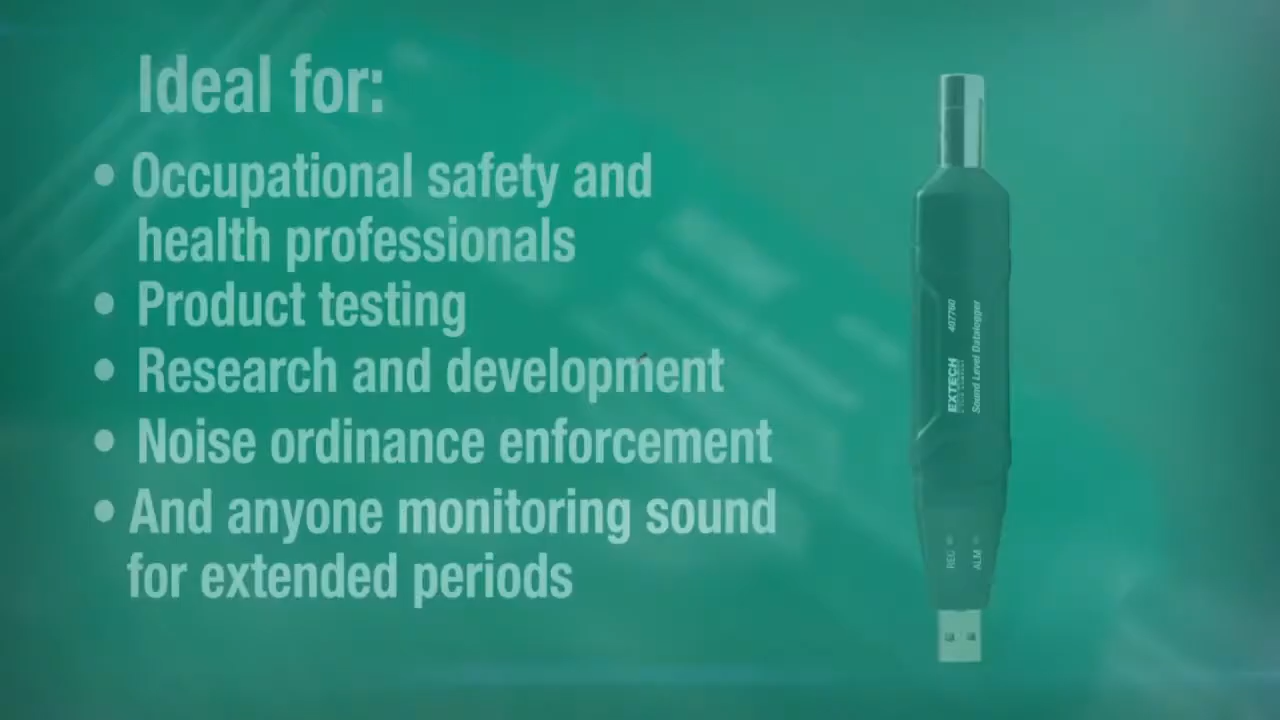 Ideal for:
• Occupational safety and
health professionals
• Product testing
• Research and development
• Noise ordinance enforcement
• And anyone monitoring sound
for extended periods
EXTECH 407760
Sound Level Datalogger
REC
ALM